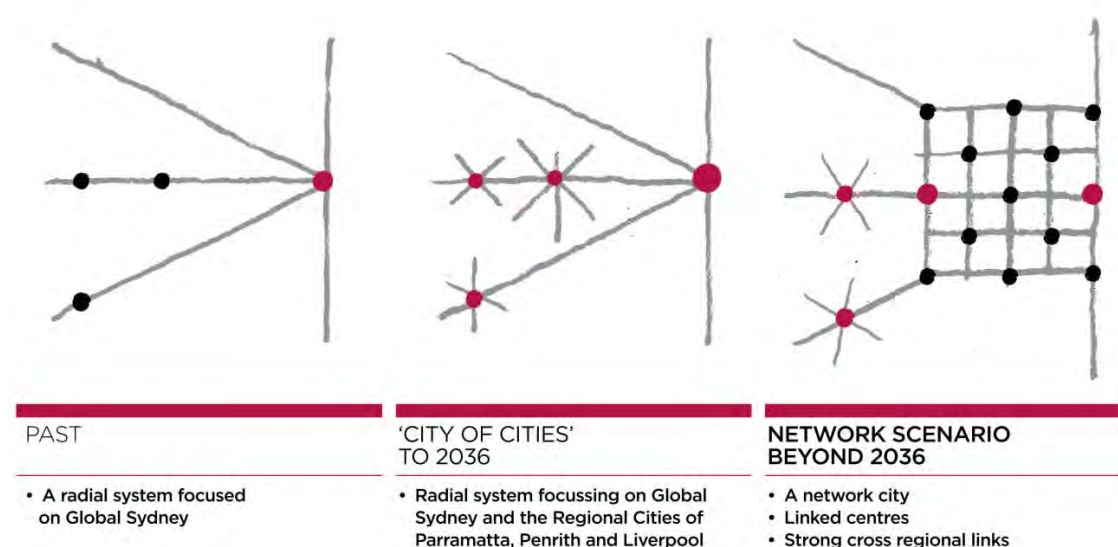 PAST
• A radial system focused
on Global Sydney
‘CITY OF CITIES’
TO 2036
• Radial system focussing on Global
Sydney and the Regional Cities of
Parramatta, Penrith and Liverpool
NETWORK SCENARIO
BEYOND 2036
• A network city
• Linked centres
• Strong cross regional links